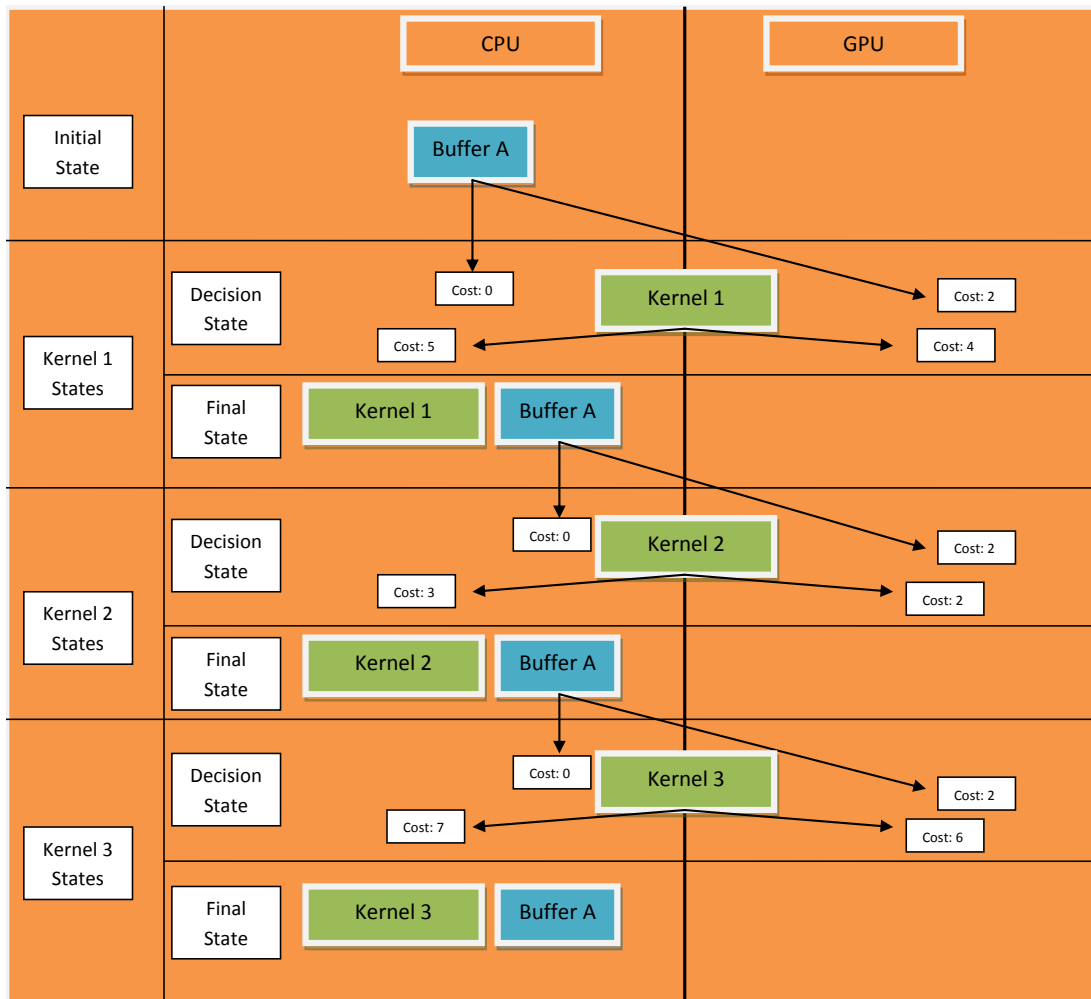 CPU
GPU
Initial
State
Buffer A
Kernel 1
States
Decision
State
Cost: 0
Kernel 1
Cost: 2
Cost: 5
Cost: 4
Final
State
Kernel 1
Buffer A
Kernel 2
States
Decision
State
Cost: 0
Kernel 2
Cost: 2
Cost: 3
Cost: 2
Final
State
Kernel 2
Buffer A
Kernel 3
States
Decision
State
Cost: 0
Kernel 3
Cost: 2
Cost: 7
Cost: 6
Final
State
Kernel 3
Buffer A